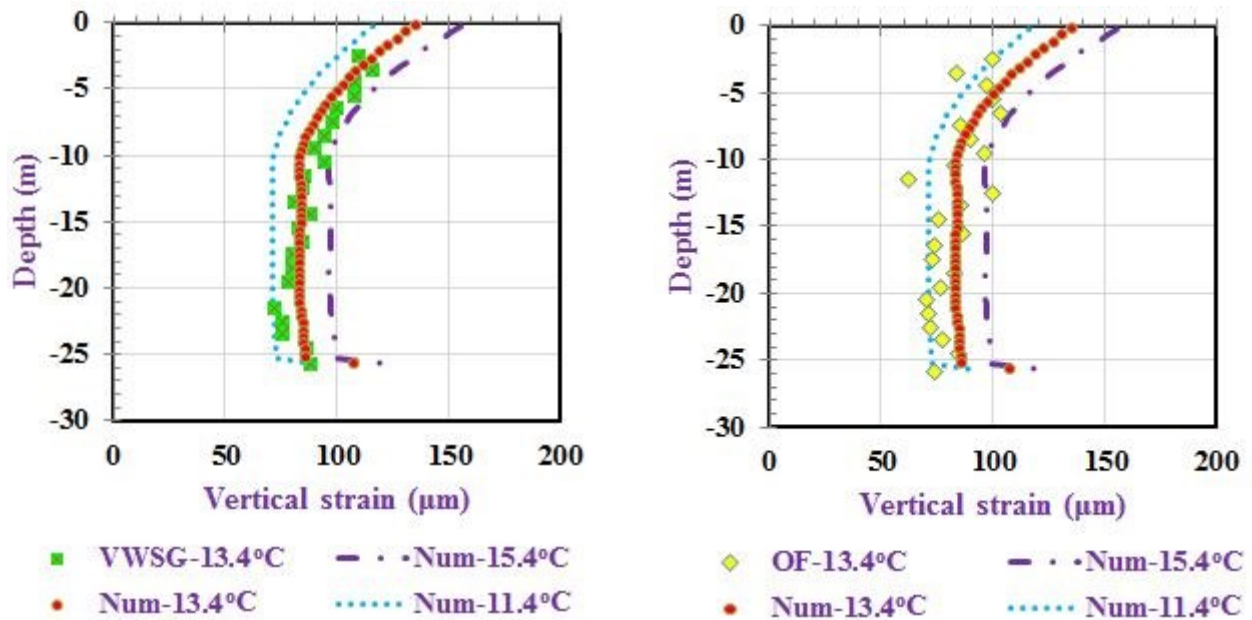 0
-5
-10
-15
-20
-25
-30
Depth (m)
0 50 100 150 200
Vertical strain (μm)
VWSG-13.4°C
Num-15.4°C
Num-13.4°C
Num-11.4°C
0
-5
-10
-15
-20
-25
-30
Depth (m)
0 50 100 150 200
Vertical strain (μm)
OF-13.4°C
Num-15.4°C
Num-13.4°C
Num-11.4°C